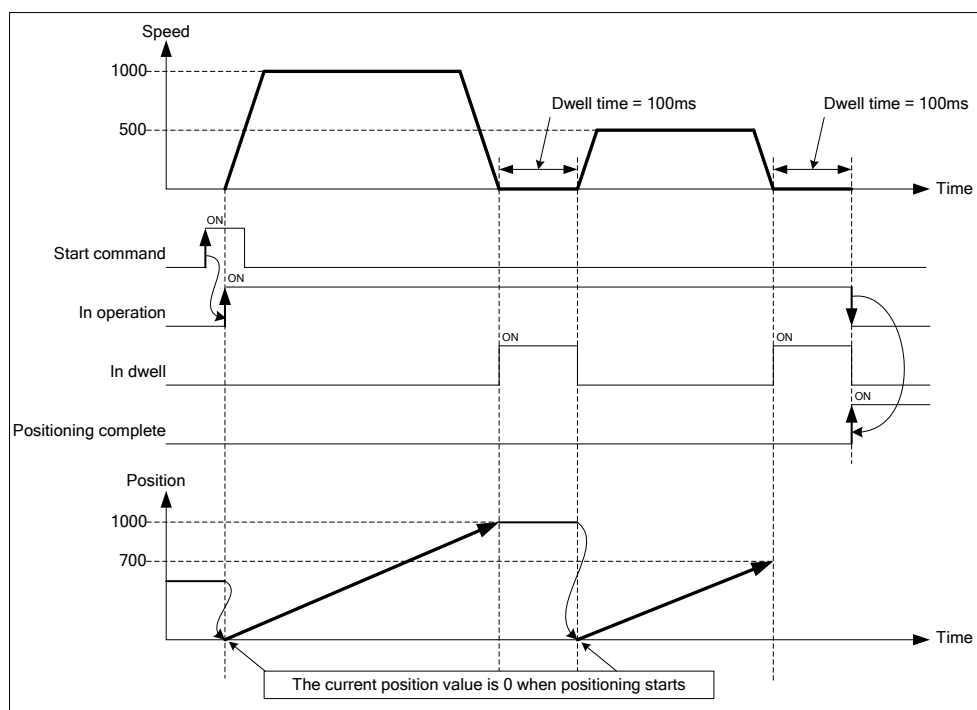 Speed
1000
Dwell time = 100ms
Dwell time = 100ms
500
Time
ON
Start command
ON
In operation
ON
ON
In dwell
ON
Positioning complete
Position
1000
700
Time
The current position value is 0 when positioning starts